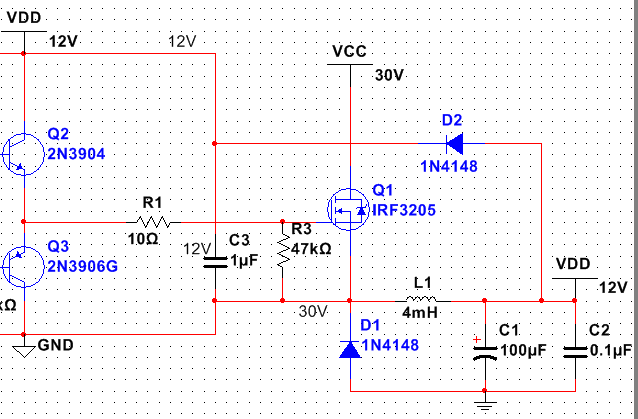 VDD
12V
12V
VCC
30V
D2
1N4148
Q2
2N3904
Q1
IRF3205
R1
10Ω
R3
47kΩ
12V
C3
1µF
Q3
2N3906G
kΩ
GND
30V
L1
4mH
VDD
12V
D1
1N4148
C1
+
100µF
C2
0.1µF